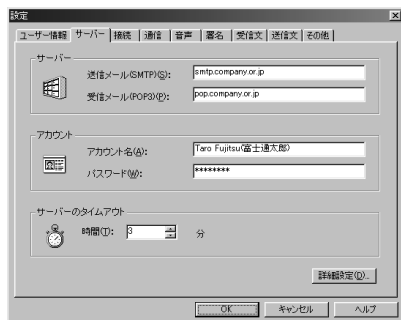 設定
ユーザー情報 サーバー 接続 通信 音声 署名 受信文 送信文 その他
サーバー
送信メール(SMTP)(S): smtp.company.or.jp
受信メール(POP3)(P): pop.company.or.jp
アカウント
アカウント名(A): Taro Fujitsu(富士通太郎)
パスワード(W): ********
サーバーのタイムアウト
時間(T): 3 分
詳細設定(D)...
OK キャンセル ヘルプ